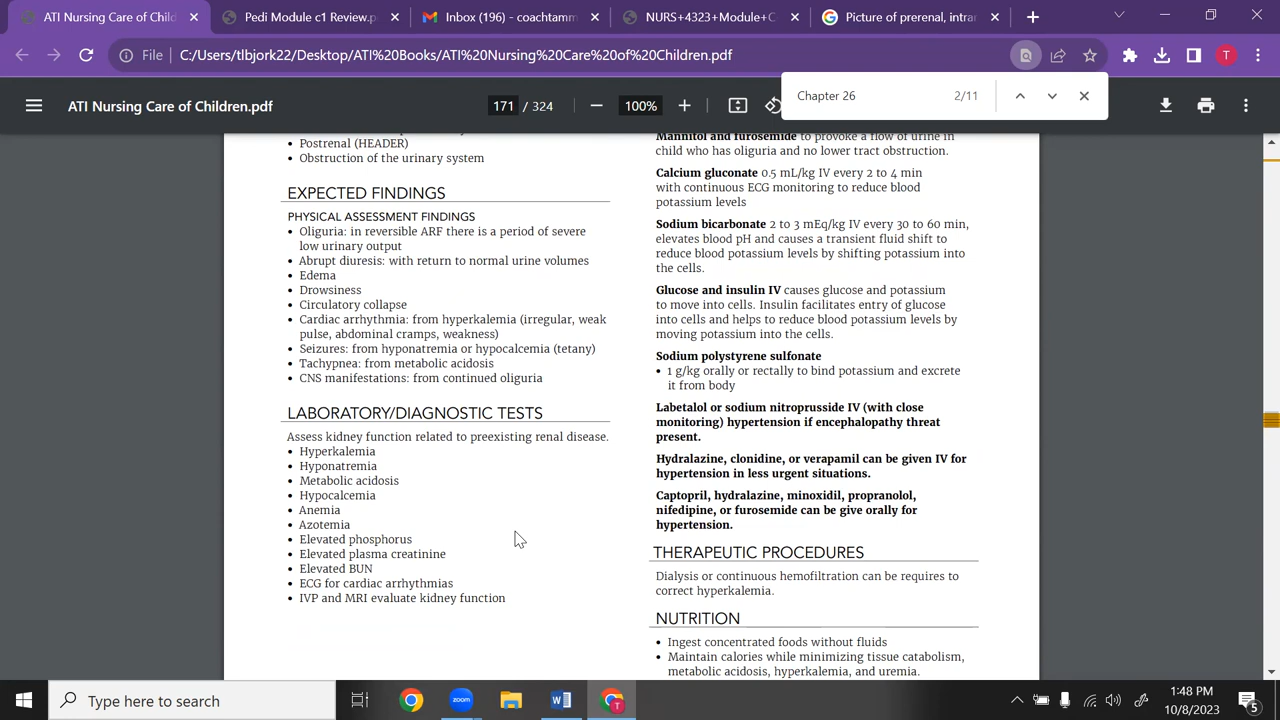 ATI Nursing Care of Child
Pedi Module c1 Review.p
Inbox (196) - coachtamm
NURS+4323+Module+C
Picture of prerenal, intra
File
C:/Users/tlbjork22/Desktop/ATI%20Books/ATI%20Nursing%20Care%20of%20Children.pdf
T
Chapter 26
2/11
ATI Nursing Care of Children.pdf
171 / 324
100%
• Postrenal (HEADER)
• Obstruction of the urinary system
EXPECTED FINDINGS
PHYSICAL ASSESSMENT FINDINGS
• Oliguria: in reversible ARF there is a period of severe
low urinary output
• Abrupt diuresis: with return to normal urine volumes
• Edema
• Drowsiness
• Circulatory collapse
• Cardiac arrhythmia: from hyperkalemia (irregular, weak
pulse, abdominal cramps, weakness)
• Seizures: from hyponatremia or hypocalcemia (tetany)
• Tachypnea: from metabolic acidosis
• CNS manifestations: from continued oliguria
LABORATORY/DIAGNOSTIC TESTS
Assess kidney function related to preexisting renal disease.
• Hyperkalemia
• Hyponatremia
• Metabolic acidosis
• Hypocalcemia
• Anemia
• Azotemia
• Elevated phosphorus
• Elevated plasma creatinine
• Elevated BUN
• ECG for cardiac arrhythmias
• IVP and MRI evaluate kidney function
Mannitol and furosemide to provoke a flow of urine in
child who has oliguria and no lower tract obstruction.
Calcium gluconate 0.5 mL/kg IV every 2 to 4 min
with continuous ECG monitoring to reduce blood
potassium levels
Sodium bicarbonate 2 to 3 mEq/kg IV every 30 to 60 min,
elevates blood pH and causes a transient fluid shift to
reduce blood potassium levels by shifting potassium into
the cells.
Glucose and insulin IV causes glucose and potassium
to move into cells. Insulin facilitates entry of glucose
into cells and helps to reduce blood potassium levels by
moving potassium into the cells.
Sodium polystyrene sulfonate
• 1 g/kg orally or rectally to bind potassium and excrete
it from body
Labetalol or sodium nitroprusside IV (with close
monitoring) hypertension if encephalopathy threat
present.
Hydralazine, clonidine, or verapamil can be given IV for
hypertension in less urgent situations.
Captopril, hydralazine, minoxidil, propranolol,
nifedipine, or furosemide can be give orally for
hypertension.
THERAPEUTIC PROCEDURES
Dialysis or continuous hemofiltration can be requires to
correct hyperkalemia.
NUTRITION
• Ingest concentrated foods without fluids
• Maintain calories while minimizing tissue catabolism,
metabolic acidosis, hyperkalemia, and uremia.
Type here to search
zoom
1:48 PM
10/8/2023
5